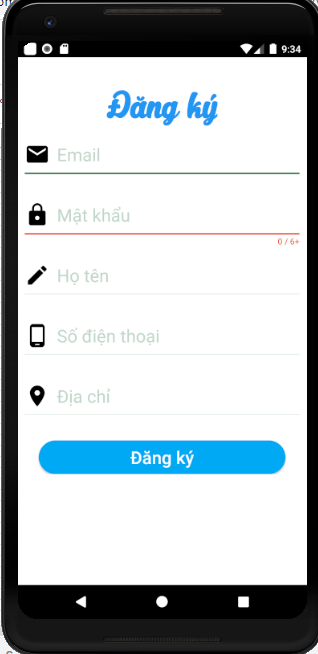 9:34
Đăng ký
Email
Mật khẩu
0 / 6+
Họ tên
Số điện thoại
Địa chỉ
Đăng ký